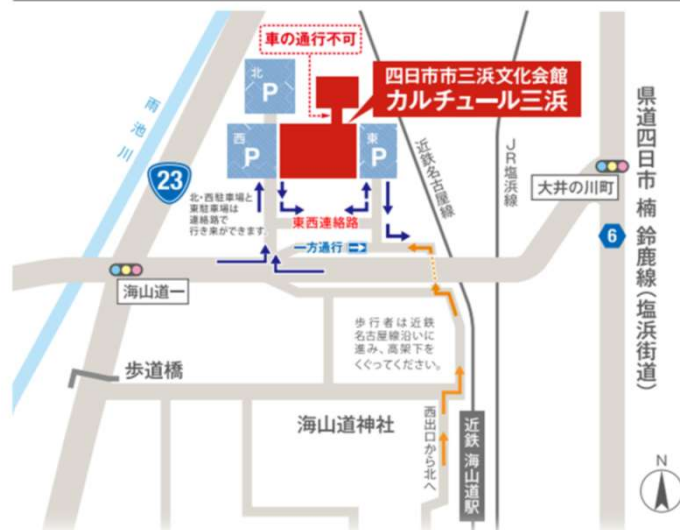 車の通行不可
北
P
四日市市三浜文化会館
カルチュール三浜
西
P
東
P
雨池川
23
北・西駐車場と
東駐車場は
連絡路で
行き来ができます。
東西連絡路
一方通行
近鉄名古屋線
JR塩浜線
大井の川町
県道四日市 楠 鈴鹿線(塩浜街道)
6
海山道一
歩行者は近鉄
名古屋線沿いに
進み、高架下を
くぐってください。
歩道橋
海山道神社
西出口から北へ
近鉄 海山道駅
N